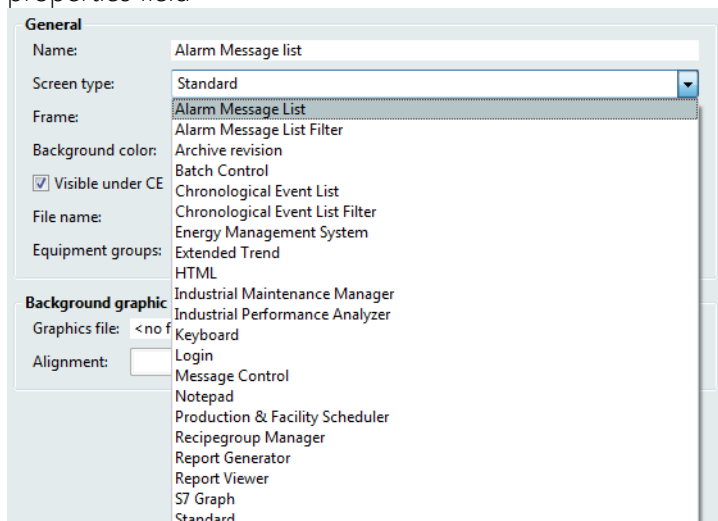 properties field
General
Name: Alarm Message list
Screen type: Standard
Alarm Message List
Frame:
Alarm Message List Filter
Background color: Archive revision
Batch Control
Visible under CE
Chronological Event List
Chronological Event List Filter
File name:
Energy Management System
Equipment groups: Extended Trend
HTML
Industrial Maintenance Manager
Background graphic
Industrial Performance Analyzer
Graphics file: <no f
Keyboard
Login
Alignment:
Message Control
Notepad
Production & Facility Scheduler
Recipegroup Manager
Report Generator
Report Viewer
S7 Graph
Standard